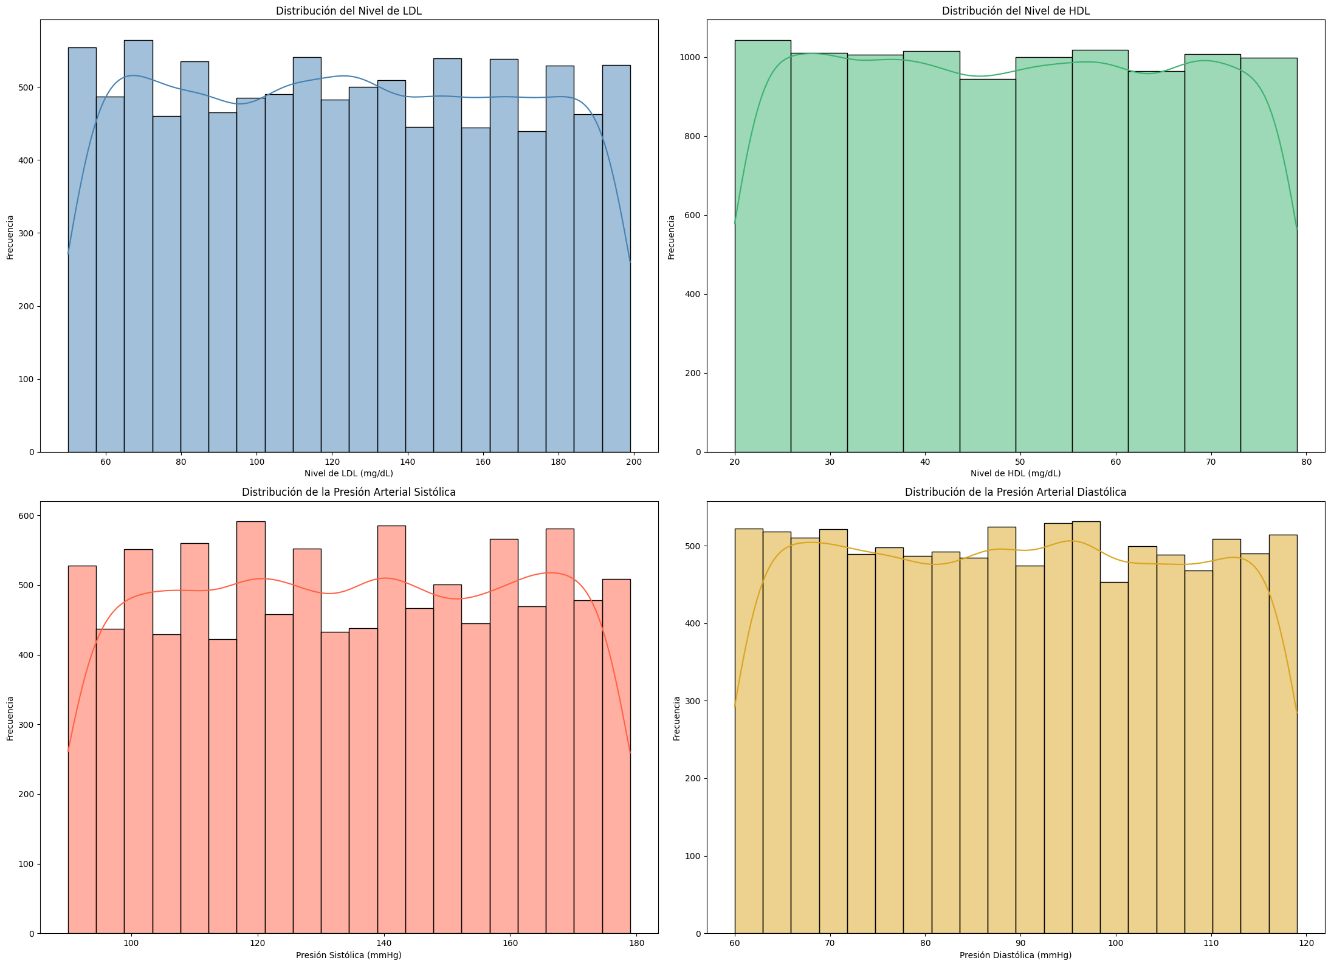 Distribución del Nivel de LDL
Frecuencia
500
400
300
200
100
0
60 80 100 120 140 160 180 200
Nivel de LDL (mg/dL)
Distribución del Nivel de HDL
Frecuencia
1000
800
600
400
200
0
20 30 40 50 60 70 80
Nivel de HDL (mg/dL)
Distribución de la Presión Arterial Sistólica
Frecuencia
600
500
400
300
200
100
0
100 120 140 160 180
Presión Sistólica (mmHg)
Distribución de la Presión Arterial Diastólica
Frecuencia
500
400
300
200
100
0
60 70 80 90 100 110 120
Presión Diastólica (mmHg)